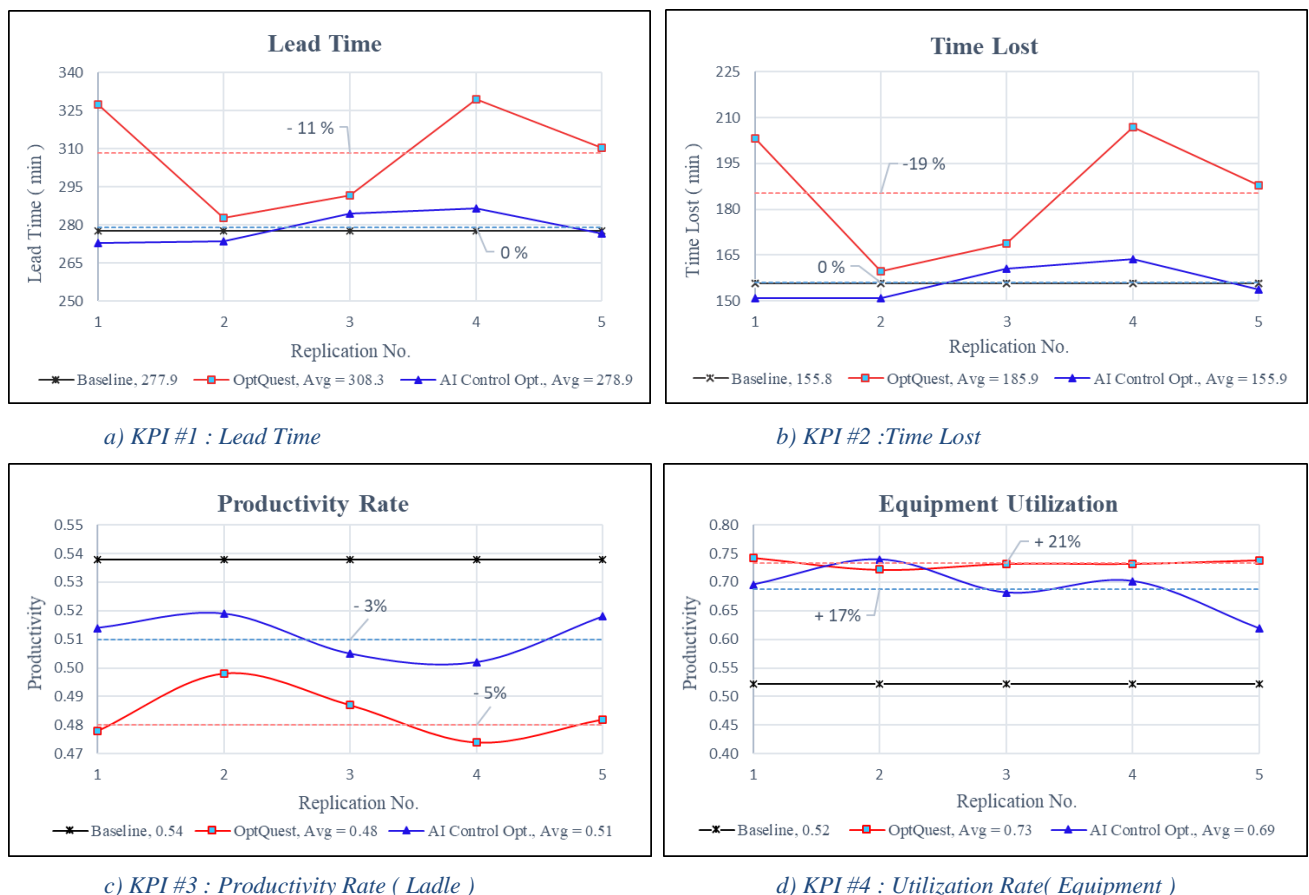 Lead Time
340
325
310
295
280
265
250
Lead Time ( min )
- 11 %
0 %
1 2 3 4 5
Replication No.
Baseline, 277.9 OptQuest, Avg = 308.3 AI Control Opt., Avg = 278.9
a) KPI #1 : Lead Time
Time Lost
225
210
195
180
165
150
Time Lost ( min )
-19 %
0 %
1 2 3 4 5
Replication No.
Baseline, 155.8 OptQuest, Avg = 185.9 AI Control Opt., Avg = 155.9
b) KPI #2 :Time Lost
Productivity Rate
0.55
0.54
0.53
0.52
0.51
0.50
0.49
0.48
0.47
Productivity
- 3%
- 5%
1 2 3 4 5
Replication No.
Baseline, 0.54 OptQuest, Avg = 0.48 AI Control Opt., Avg = 0.51
c) KPI #3 : Productivity Rate ( Ladle )
Equipment Utilization
0.80
0.75
0.70
0.65
0.60
0.55
0.50
0.45
0.40
Productivity
+ 21%
+ 17%
1 2 3 4 5
Replication No.
Baseline, 0.52 OptQuest, Avg = 0.73 AI Control Opt., Avg = 0.69
d) KPI #4 : Utilization Rate( Equipment )